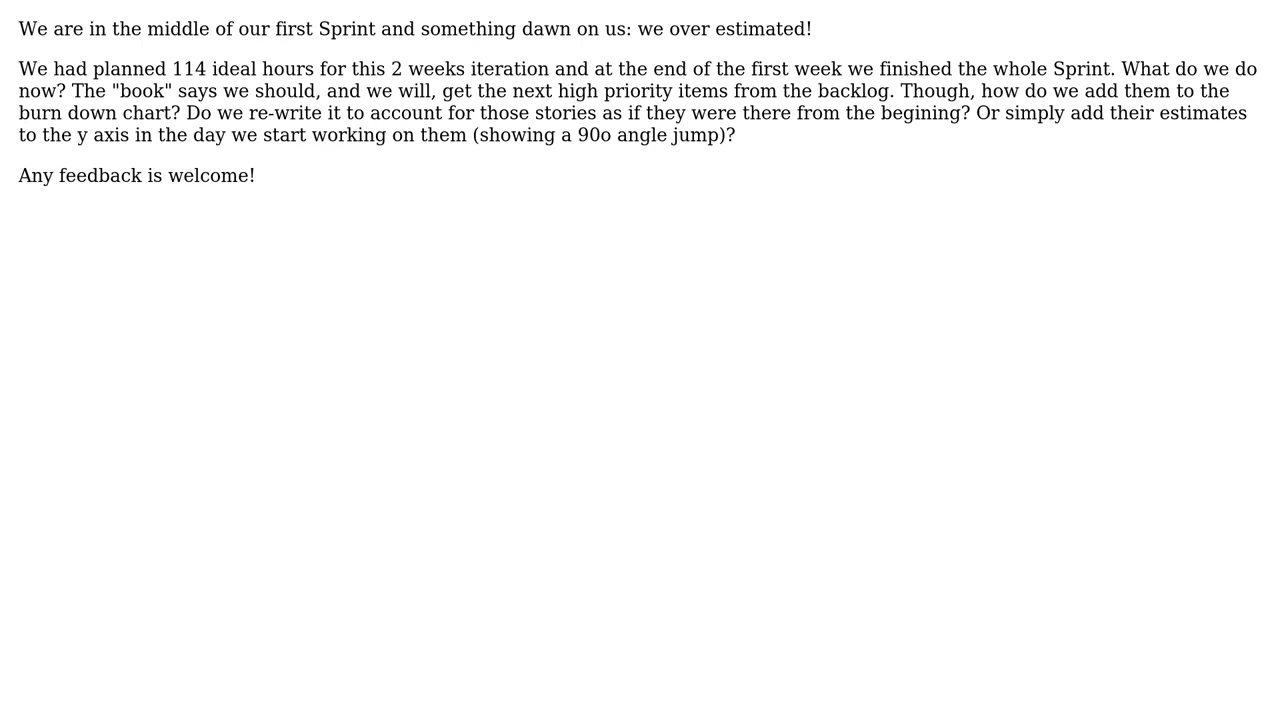 We are in the middle of our first Sprint and something dawn on us: we over estimated!
We had planned 114 ideal hours for this 2 weeks iteration and at the end of the first week we finished the whole Sprint. What do we do
now? The "book" says we should, and we will, get the next high priority items from the backlog. Though, how do we add them to the
burn down chart? Do we re-write it to account for those stories as if they were there from the begining? Or simply add their estimates
to the y axis in the day we start working on them (showing a 90o angle jump)?
Any feedback is welcome!